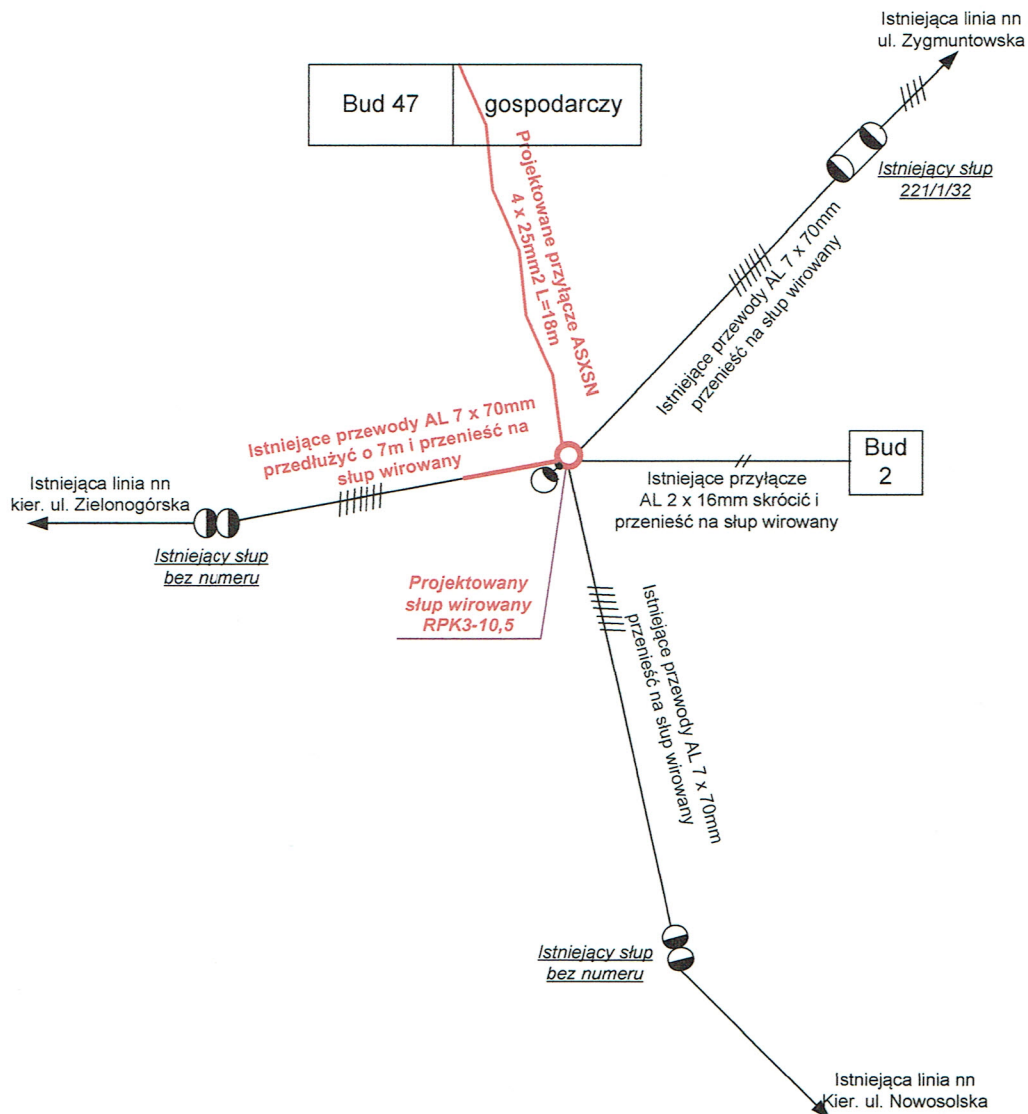 Istniejąca linia nn
ul. Zygmuntowska
Bud 47
gospodarczy
Istniejący słup
221/1/32
Projektowane przyłącze ASXSN
4 x 25mm2 L=18m
Istniejące przewody AL 7 x 70mm
przenieść na słup wirowany
Istniejące przewody AL 7 x 70mm
przedłużyć o 7m i przenieść na
słup wirowany
Bud
2
Istniejące przyłącze
AL 2 x 16mm skrócić i
przenieść na słup wirowany
Istniejąca linia nn
kier. ul. Zielonogórska
Istniejący słup
bez numeru
Projektowany
słup wirowany
RPK3-10,5
Istniejące przewody AL 7 x 70mm
przenieść na słup wirowany
Istniejący słup
bez numeru
Istniejąca linia nn
Kier. ul. Nowosolska